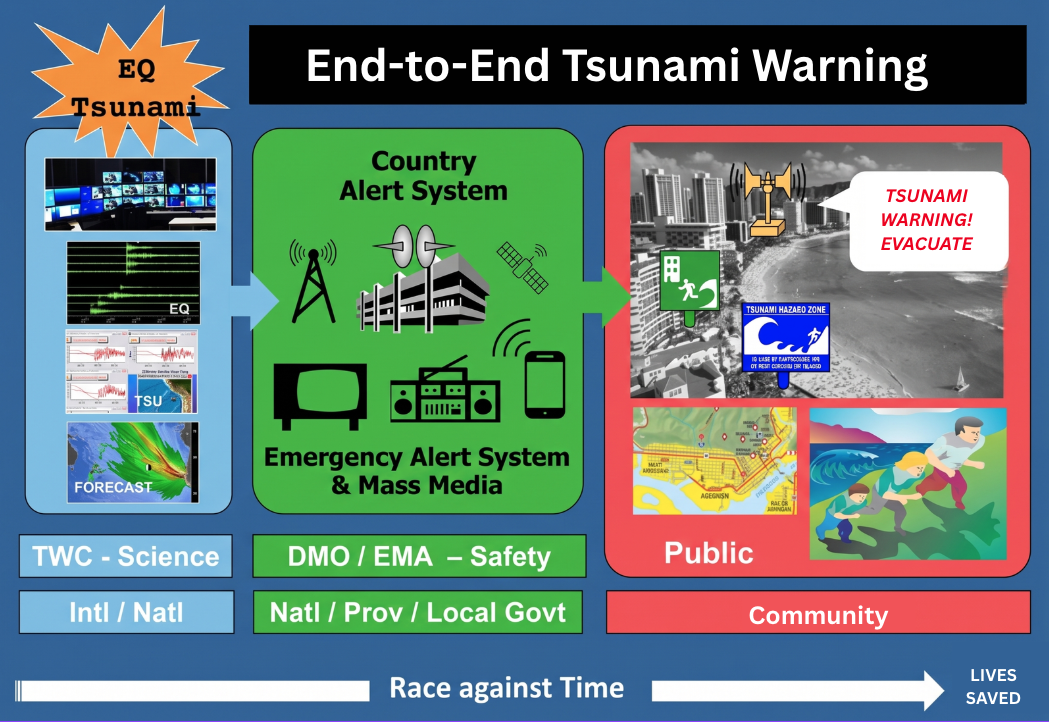 EQ
Tsunami
End-to-End Tsunami Warning
EQ
TSU
FORECAST
Country
Alert System
Emergency Alert System
& Mass Media
TSUNAMI
WARNING!
EVACUATE
TSUNAMI HAZAEO ZONE
AGEGNISN
Public
TWC - Science
DMO / EMA – Safety
Intl / Natl
Natl / Prov / Local Govt
Community
Race against Time
LIVES
SAVED